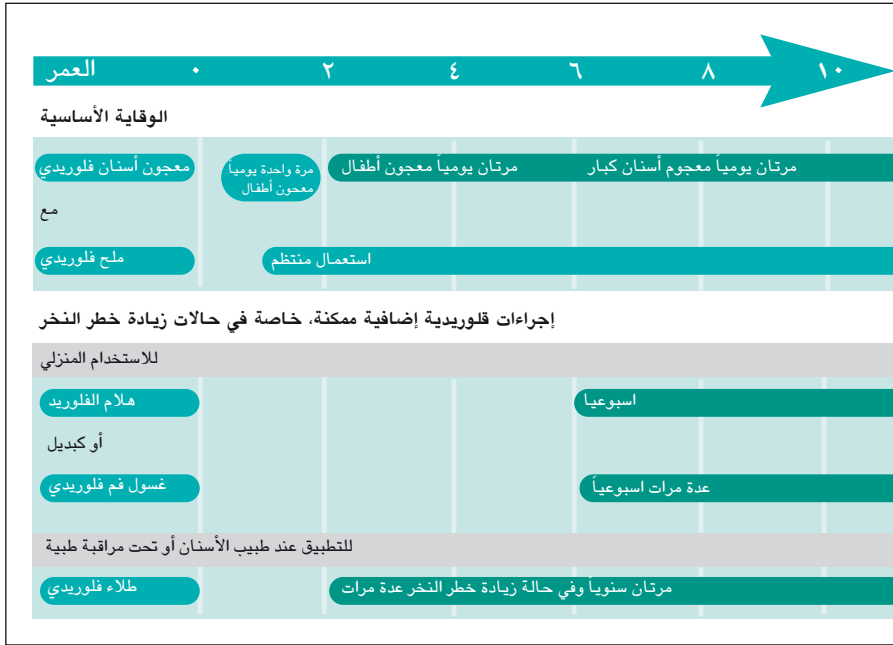 العمر ٠ ٢ ٤ ٦ ٨ ١٠
الوقاية الأساسية
معجون أسنان فلوريدي
مرة واحدة يومياً
معحون أطفال
مرتان يومياً معجون أطفال
مرتان يومياً معجوم أسنان كبار
مع
ملح فلوريدي
استعمال منتظم
إجراءات قلوريدية إضافية ممكنة، خاصة في حالات زيادة خطر النخر
للاستخدام المنزلي
هلام الفلوريد
اسبوعيا
أو كبديل
غسول فم فلوريدي
عدة مرات اسبوعياً
للتطبيق عند طبيب الأسنان أو تحت مراقبة طبية
طلاء فلوريدي
مرتان سنوياً وفي حالة زيادة خطر النخر عدة مرات